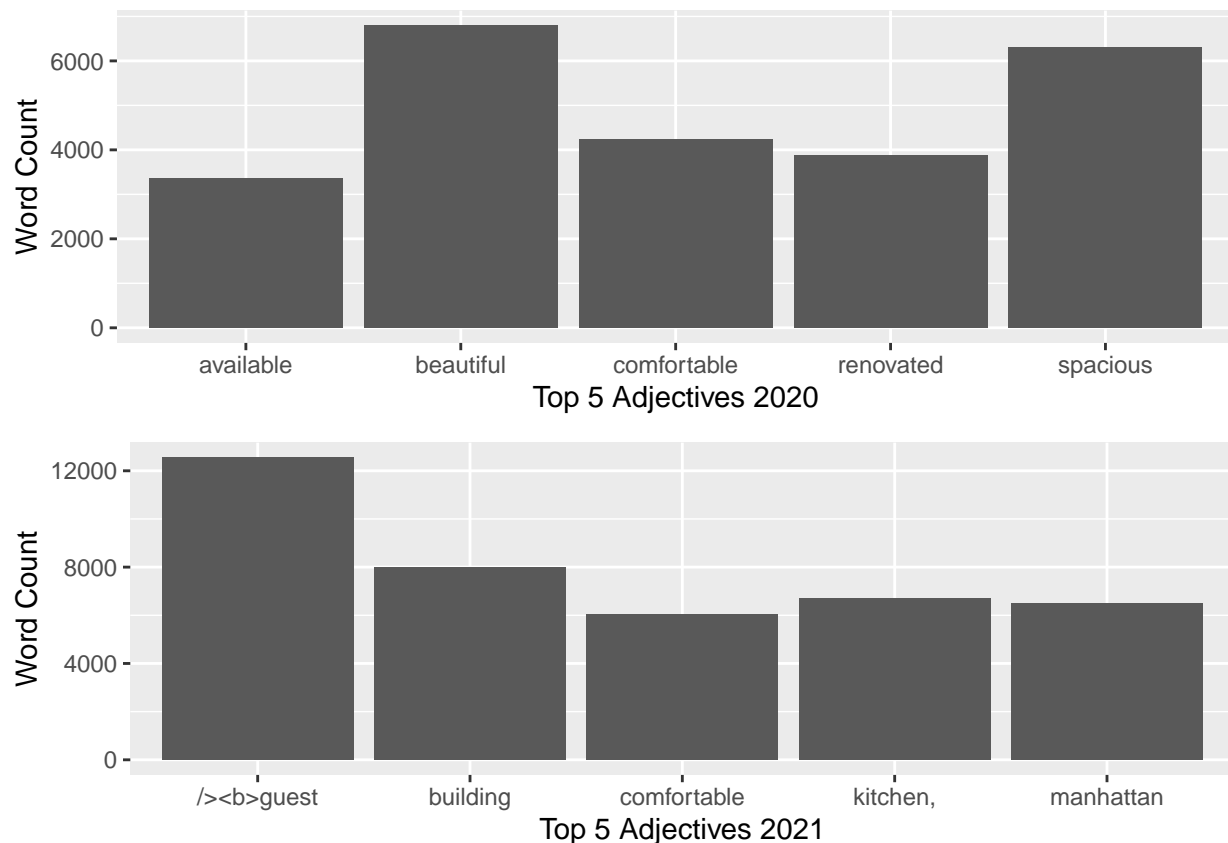 Word Count
6000
4000
2000
0
available beautiful comfortable renovated spacious
Top 5 Adjectives 2020
Word Count
12000
8000
4000
0
/><b>guest building comfortable kitchen, manhattan
Top 5 Adjectives 2021